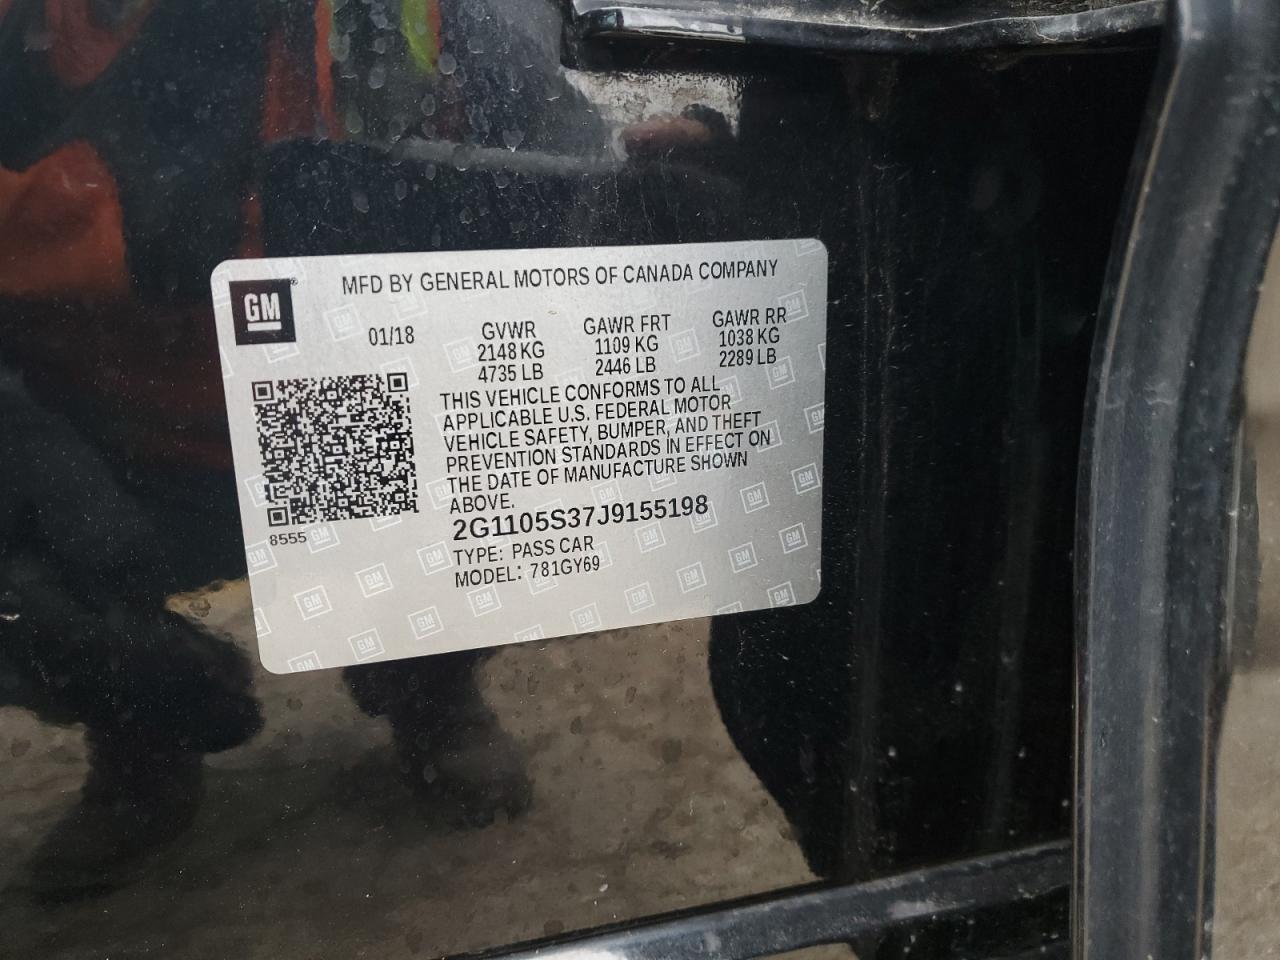 MFD BY GENERAL MOTORS OF CANADA COMPANY
GM
01/18
GVWR
2148 KG
4735 LB
GAWR FRT
1109 KG
2446 LB
GAWR RR
1038 KG
2289 LB
THIS VEHICLE CONFORMS TO ALL
APPLICABLE U.S. FEDERAL MOTOR
VEHICLE SAFETY, BUMPER, AND THEFT
PREVENTION STANDARDS IN EFFECT ON
THE DATE OF MANUFACTURE SHOWN
ABOVE.
8555
2G1105S37J9155198
TYPE: PASS CAR
MODEL: 781GY69